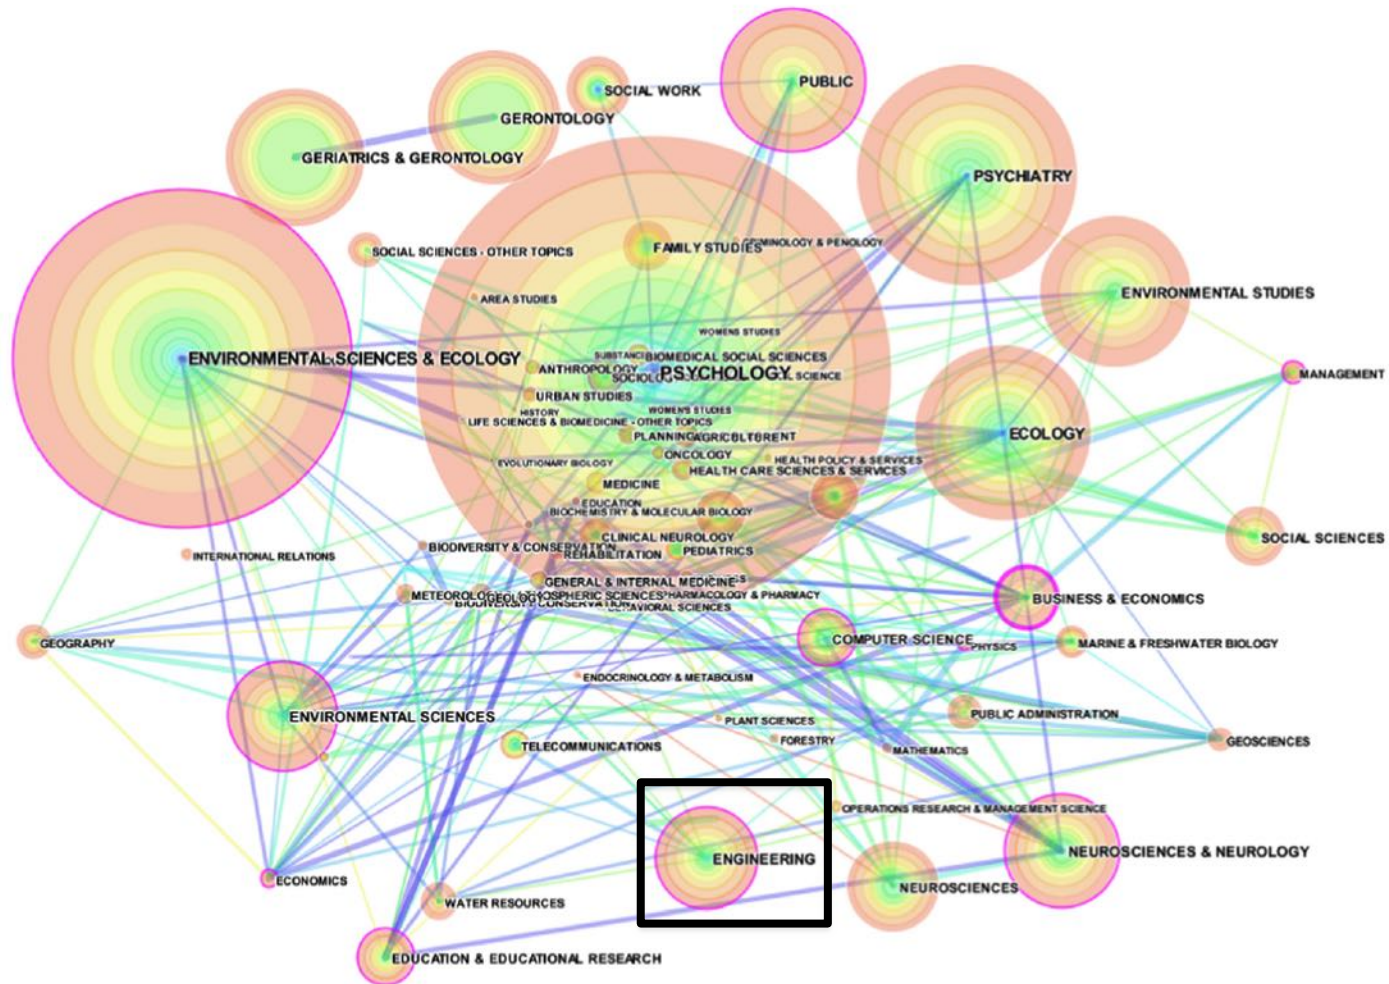 PUBLIC
SOCIAL WORK
GERONTOLOGY
GERIATRICS & GERONTOLOGY
PSYCHIATRY
FAMILY STUDIES
& PENOLOGY
SOCIAL SCIENCES - OTHER TOPICS
ENVIRONMENTAL STUDIES
AREA STUDIES
WOMENS STUDIES
ENVIRONMENTAL SCIENCES & ECOLOGY
BIOMEDICAL SOCIAL SCIENCES
ANTHROPOLOGY
PSYCHOLOGY
SCIENCE
MANAGEMENT
URBAN STUDIES
HISTORY
WOMEN'S STUDIES
LIFE SCIENCES & BIOMEDICINE - OTHER TOPICS
PLANNING
ECOLOGY
ONCOLOGY
EVOLUTIONARY BIOLOGY
HEALTH POLICY & SERVICES
HEALTH CARE SCIENCES & SERVICES
MEDICINE
EDUCATION
BIOCHEMISTRY & MOLECULAR BIOLOGY
CLINICAL NEUROLOGY
SOCIAL SCIENCES
BIODIVERSITY & CONSERVATION
REHABILITATION
PEDIATRICS
INTERNATIONAL RELATIONS
GENERAL & INTERNAL MEDICINE
SCIENCES
& PHARMACY
SCIENCES
BUSINESS & ECONOMICS
GEOGRAPHY
COMPUTER SCIENCE
PHYSICS
MARINE & FRESHWATER BIOLOGY
ENDOCRINOLOGY & METABOLISM
ENVIRONMENTAL SCIENCES
PLANT SCIENCES
PUBLIC ADMINISTRATION
TELECOMMUNICATIONS
FORESTRY
MATHEMATICS
GEOSCIENCES
OPERATIONS RESEARCH & MANAGEMENT SCIENCE
ENGINEERING
NEUROSCIENCES & NEUROLOGY
ECONOMICS
NEUROSCIENCES
WATER RESOURCES
EDUCATION & EDUCATIONAL RESEARCH